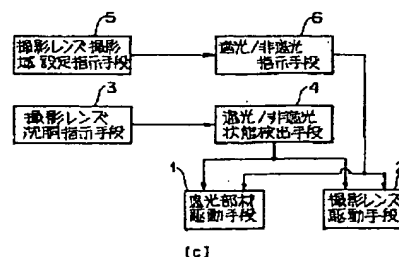 5
撮影レンズ撮影
域設定指示手段
6
遮光/非遮光
指示手段
3
撮影レンズ
沈胴指示手段
4
遮光/非遮光
状態検出手段
1
遮光部材
駆動手段
2
撮影レンズ
駆動手段
[c]